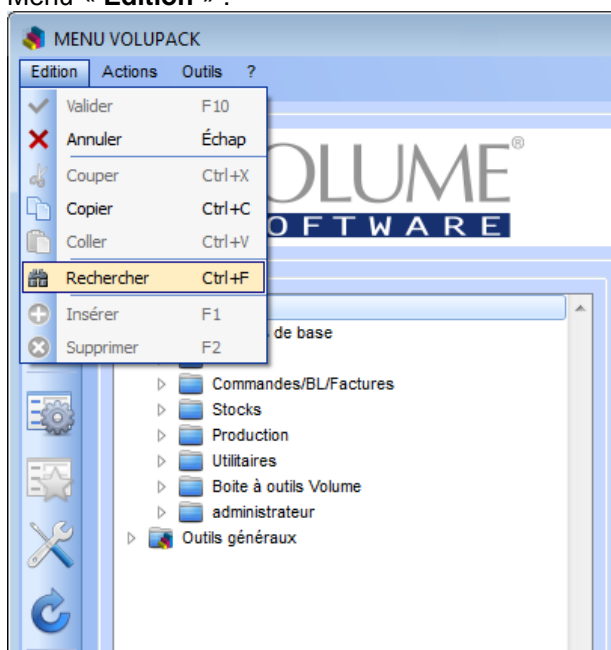 Menu « Edition » :
MENU VOLUPACK
Edition Actions Outils ?
Valider F10
Annuler Échap
Couper Ctrl+X
Copier Ctrl+C
Coller Ctrl+V
Rechercher Ctrl+F
Insérer F1
Supprimer F2
OLUME®
OFTWARE
de base
Commandes/BL/Factures
Stocks
Production
Utilitaires
Boite à outils Volume
administrateur
Outils généraux